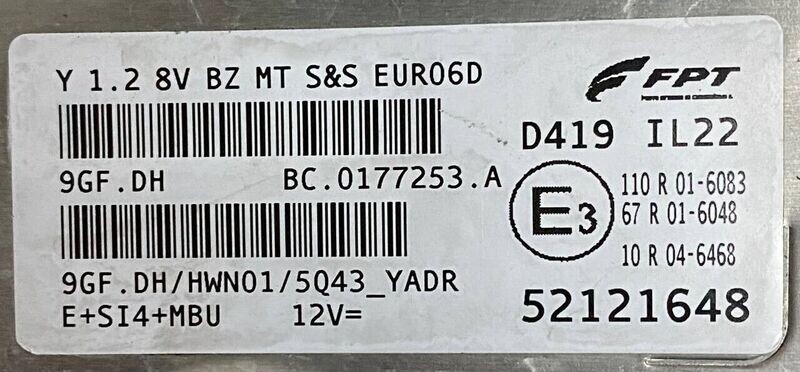 Y 1.2 8V BZ MT S&S EURO6D
FPT
D419 IL22
9GF.DH BC.0177253.A
E3
110 R 01-6083
67 R 01-6048
10 R 04-6468
9GF.DH/HWN01/5Q43_YADR
E+SI4+MBU 12V=
52121648